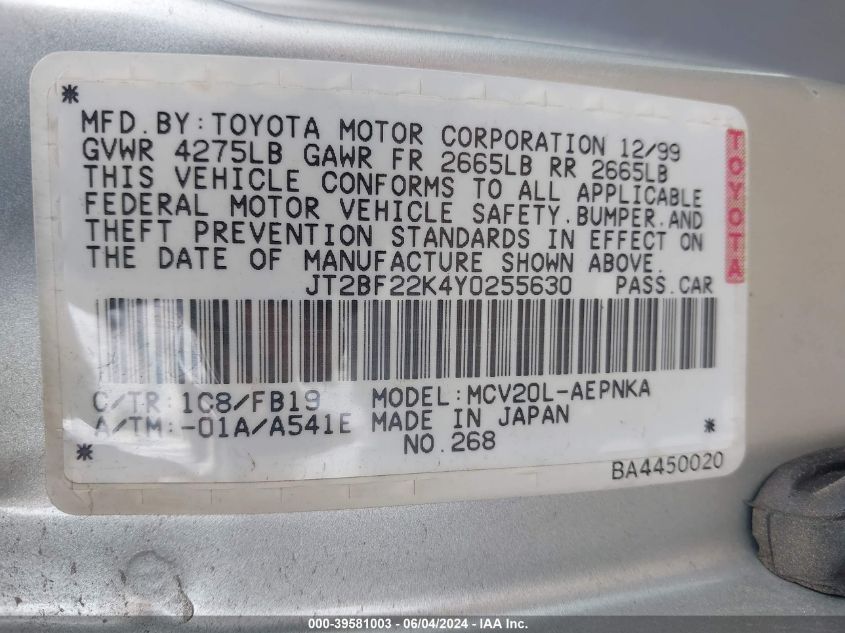 MFD.BY:TOYOTA MOTOR CORPORATION 12/99
GVWR 4275LB GAWR FR 2665LB RR 2665LB
THIS VEHICLE CONFORMS TO ALL APPLICABLE
FEDERAL MOTOR VEHICLE SAFETY.BUMPER.AND
THEFT PREVENTION STANDARDS IN EFFECT ON
THE DATE OF MANUFACTURE SHOWN ABOVE.
JT2BF22K4Y0255630 PASS.CAR
TOYOTA
C/TR:1C8/FB19 MODEL:MCV20L-AEPNKA
A/TM:-01A/A541E MADE IN JAPAN
NO.268
BA4450020
000-39581003 - 06/04/2024 - IAA Inc.